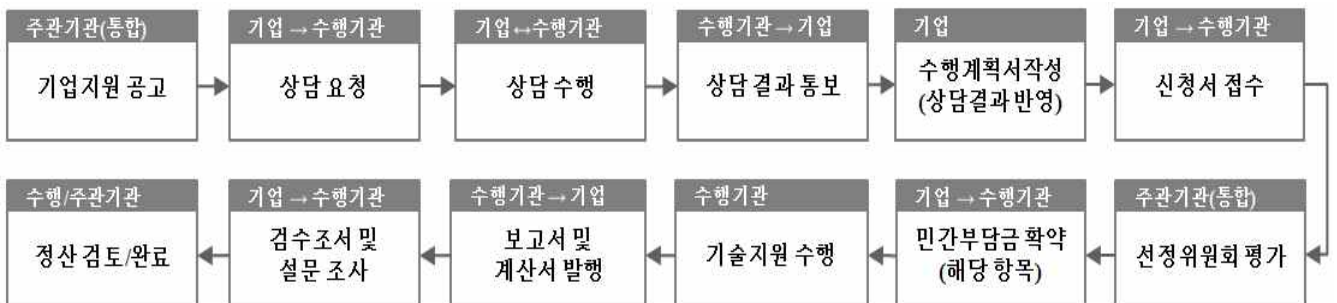 주관기관(통합)
기업지원 공고
기업 → 수행기관
상담 요청
기업↔수행기관
상담 수행
수행기관 → 기업
상담 결과 통보
기업
수행계획서작성
(상담결과 반영)
기업 → 수행기관
신청서 접수
주관기관(통합)
선정위원회 평가
기업 → 수행기관
민간부담금 확약
(해당 항목)
수행기관
기술지원 수행
수행기관 → 기업
보고서 및
계산서 발행
기업 → 수행기관
검수조서 및
설문 조사
수행/주관기관
정산 검토/완료